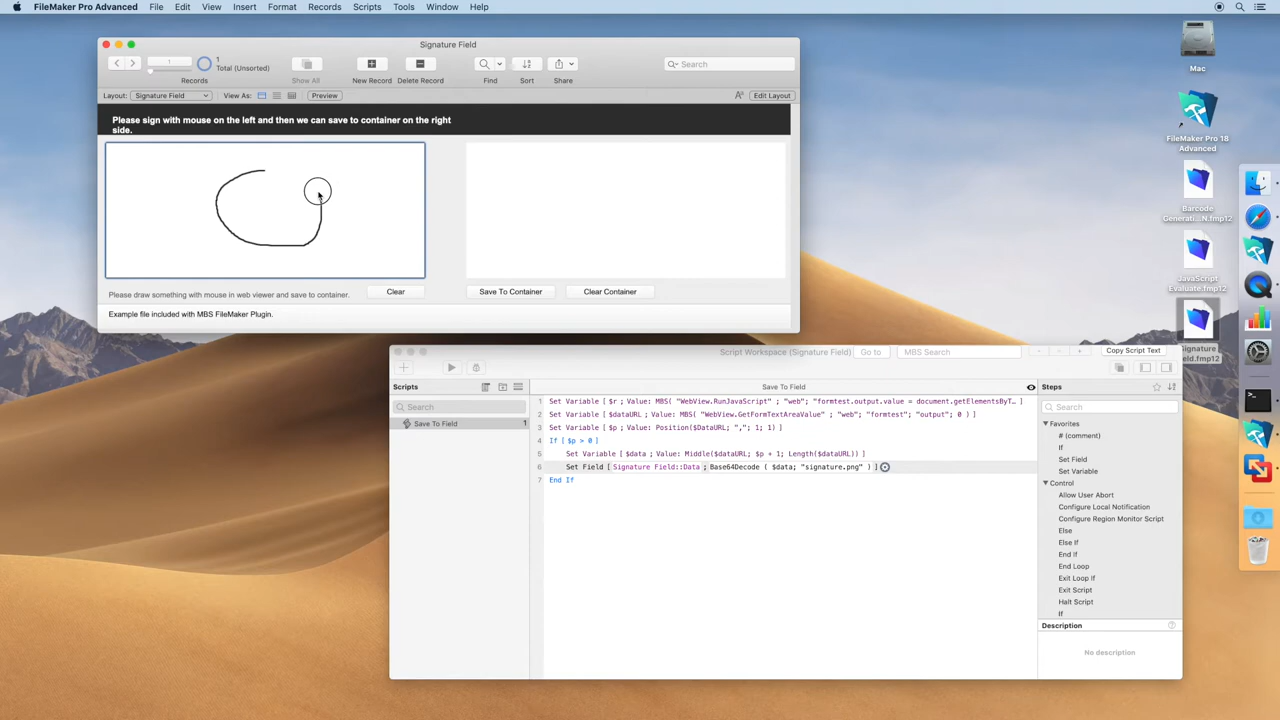 FileMaker Pro Advanced File Edit View Insert Format Records Scripts Tools Window Help
Signature Field
1
1
Total (Unsorted)
Records
Show All
New Record
Delete Record
Find
Sort
Share
Search
Layout: Signature Field
View As:
Preview
Edit Layout
Please sign with mouse on the left and then we can save to container on the right
side.
Please draw something with mouse in web viewer and save to container.
Clear
Save To Container
Clear Container
Example file included with MBS FileMaker Plugin.
Mac
FileMaker Pro 18
Advanced
Barcode
Generati...N.fmp12
JavaScript
Evaluate.fmp12
Signature
Script Workspace (Signature Field)
Go to
MBS Search
Copy Script Text
Scripts
Search
Save To Field 1
Save To Field
1 Set Variable [ $r ; Value: MBS( "WebView.RunJavaScript" ; "web"; "formtest.output.value = document.getElementsByT… ]
2 Set Variable [ $dataURL ; Value: MBS( "WebView.GetFormTextAreaValue" ; "web"; "formtest"; "output"; 0 ) ]
3 Set Variable [ $p ; Value: Position($DataURL; ","; 1; 1) ]
4 If [ $p > 0 ]
5 Set Variable [ $data ; Value: Middle($dataURL; $p + 1; Length($dataURL)) ]
6 Set Field [ Signature Field::Data ; Base64Decode ( $data; "signature.png" ) ]
7 End If
Steps
Search
Favorites
# (comment)
If
Set Field
Set Variable
Control
Allow User Abort
Configure Local Notification
Configure Region Monitor Script
Else
Else If
End If
End Loop
Exit Loop If
Exit Script
Halt Script
If
Description
No description